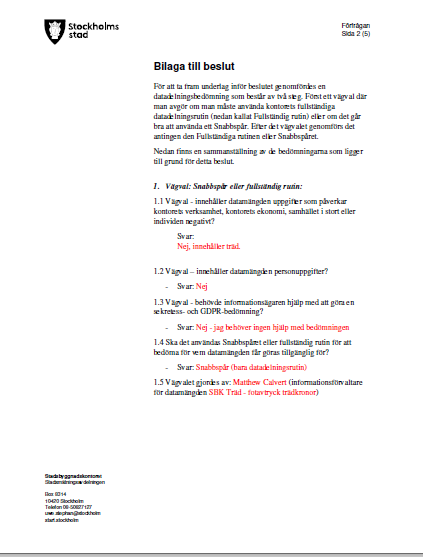 Stockholms
stad
Förfrågan
Sida 2 (5)
Bilaga till beslut
För att ta fram underlag inför beslutet genomfördes en
datadelningsbedömning som består av två steg. Först ett vägval där
man avgör om man måste använda kontorets fullständiga
datadelningsrutin (nedan kallat Fullständig rutin) eller om det går
bra att använda ett Snabbspår. Efter det vägvalet genomförs det
antingen den Fullständiga rutinen eller Snabbspåret.
Nedan finns en sammanställning av de bedömningarna som ligger
till grund för detta beslut.
1. Vägval: Snabbspår eller fullständig rutin:
1.1 Vägval - innehåller datamängden uppgifter som påverkar
kontorets verksamhet, kontorets ekonomi, samhället i stort eller
individen negativt?
Svar:
Nej, innehåller träd.
1.2 Vägval – innehåller datamängden personuppgifter?
- Svar: Nej
1.3 Vägval - behövde informationsägaren hjälp med att göra en
sekretess- och GDPR-bedömning?
- Svar: Nej - jag behöver ingen hjälp med bedömningen
1.4 Ska det användas Snabbspåret eller fullständig rutin för att
bedöma för vem datamängden får göras tillgänglig för?
- Svar: Snabbspår (bara datadelningsrutin)
1.5 Vägvalet gjordes av: Matthew Calvert (informationsförvaltare
för datamängden SBK Träd - fotavtryck trädkronor)
Stadsbyggnadskontoret
Stadsmätningsavdelningen
Box 8314
10420 Stockholm
Telefon 08-50827127
uwe.stephan@stockholm
start.stockholm